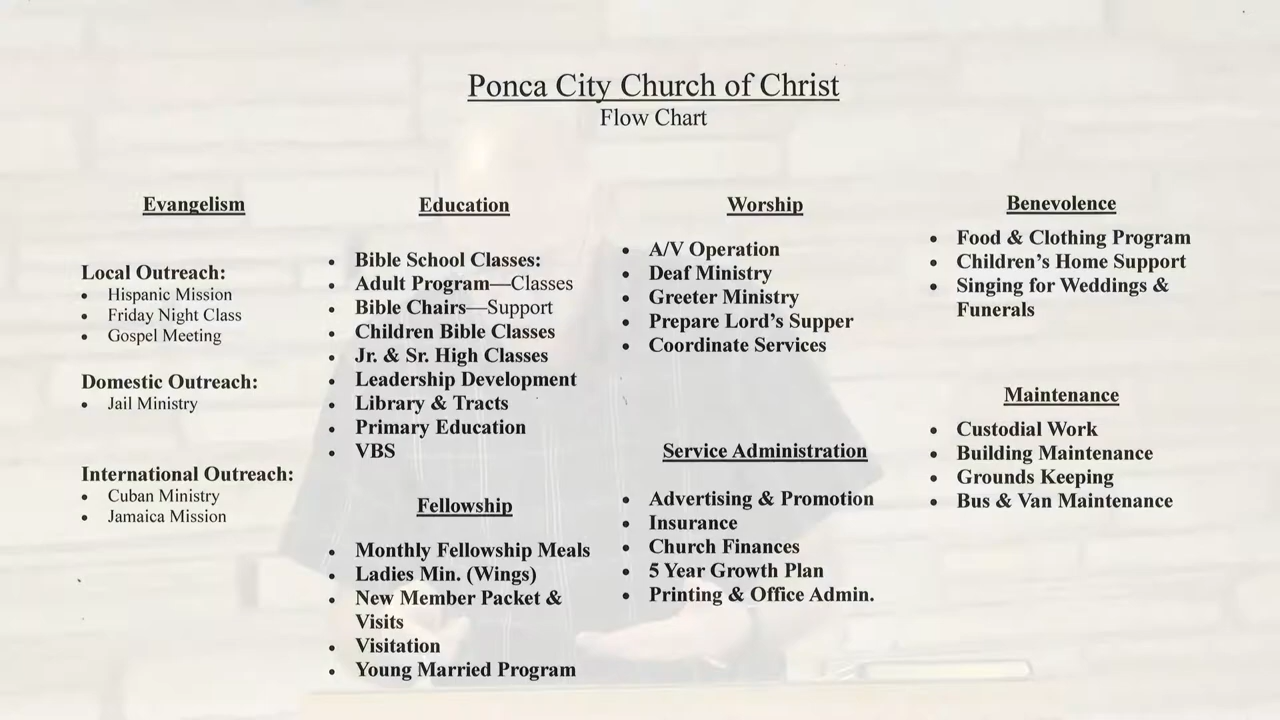 Ponca City Church of Christ
Flow Chart
Evangelism
Local Outreach:
• Hispanic Mission
• Friday Night Class
• Gospel Meeting
Domestic Outreach:
• Jail Ministry
International Outreach:
• Cuban Ministry
• Jamaica Mission
Education
• Bible School Classes:
• Adult Program—Classes
• Bible Chairs—Support
• Children Bible Classes
• Jr. & Sr. High Classes
• Leadership Development
• Library & Tracts
• Primary Education
• VBS
Fellowship
• Monthly Fellowship Meals
• Ladies Min. (Wings)
• New Member Packet &
Visits
• Visitation
• Young Married Program
Worship
• A/V Operation
• Deaf Ministry
• Greeter Ministry
• Prepare Lord's Supper
• Coordinate Services
Service Administration
• Advertising & Promotion
• Insurance
• Church Finances
• 5 Year Growth Plan
• Printing & Office Admin.
Benevolence
• Food & Clothing Program
• Children's Home Support
• Singing for Weddings &
Funerals
Maintenance
• Custodial Work
• Building Maintenance
• Grounds Keeping
• Bus & Van Maintenance